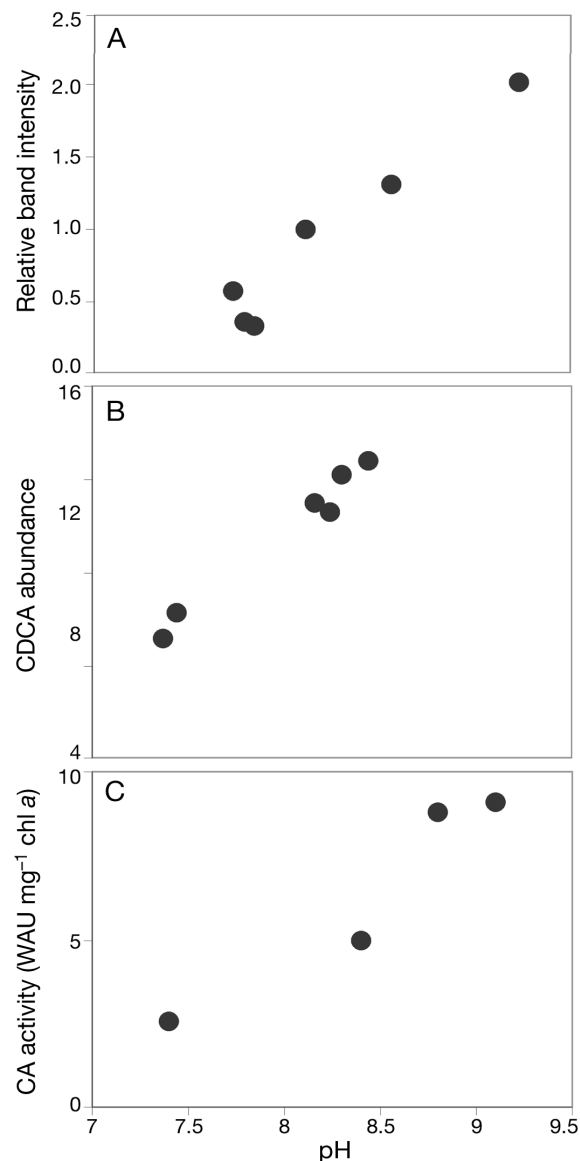 A
Relative band intensity
2.5
2.0
1.5
1.0
0.5
0.0
B
CDCA abundance
16
12
8
4
C
CA activity (WAU mg⁻¹ chl a)
10
5
0
7 7.5 8 8.5 9 9.5
pH